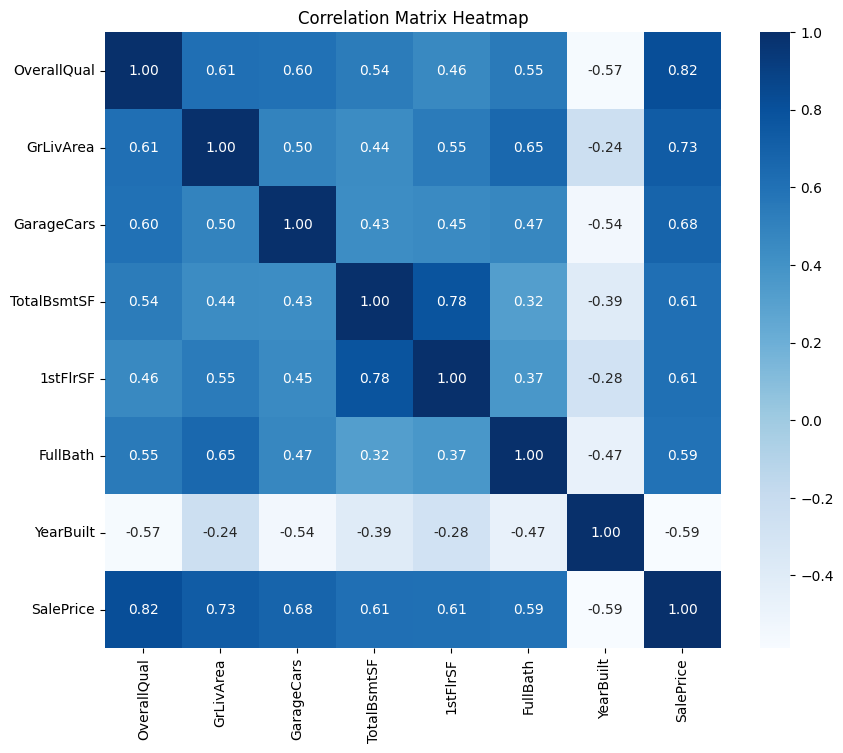 Correlation Matrix Heatmap
OverallQual 1.00 0.61 0.60 0.54 0.46 0.55 -0.57 0.82
GrLivArea 0.61 1.00 0.50 0.44 0.55 0.65 -0.24 0.73
GarageCars 0.60 0.50 1.00 0.43 0.45 0.47 -0.54 0.68
TotalBsmtSF 0.54 0.44 0.43 1.00 0.78 0.32 -0.39 0.61
1stFlrSF 0.46 0.55 0.45 0.78 1.00 0.37 -0.28 0.61
FullBath 0.55 0.65 0.47 0.32 0.37 1.00 -0.47 0.59
YearBuilt -0.57 -0.24 -0.54 -0.39 -0.28 -0.47 1.00 -0.59
SalePrice 0.82 0.73 0.68 0.61 0.61 0.59 -0.59 1.00
OverallQual
GrLivArea
GarageCars
TotalBsmtSF
1stFlrSF
FullBath
YearBuilt
SalePrice
1.0
0.8
0.6
0.4
0.2
0.0
−0.2
−0.4